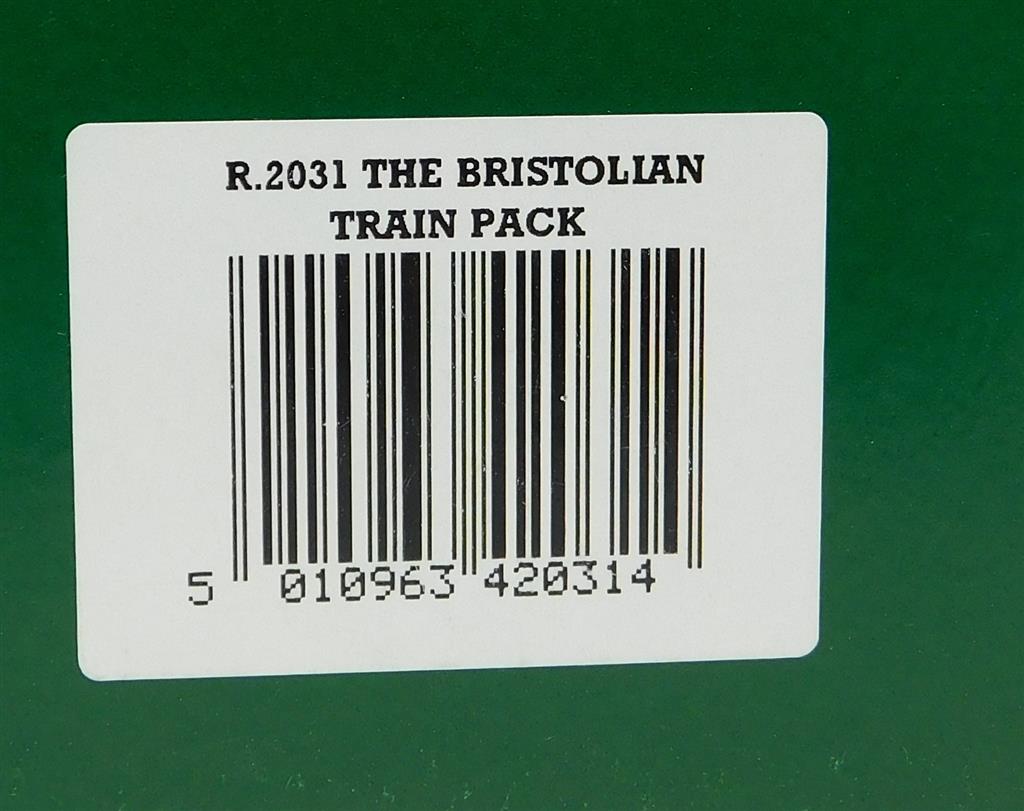 R.2031 THE BRISTOLIAN
TRAIN PACK
5 010963 420314